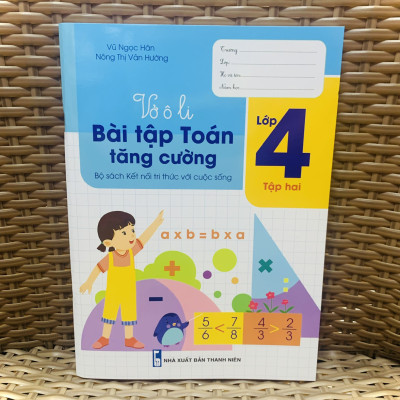 Vũ Ngọc Hân
Nông Thị Vân Hường
Trường:
Lớp:
Họ và tên:
Năm học:
Vở ô li
Bài tập Toán
tăng cường
Bộ sách Kết nối tri thức với cuộc sống
Lớp
4
Tập hai
a x b = b x a
+
×
−
5/6 < 7/8
4/3 > 2/3
NHÀ XUẤT BẢN THANH NIÊN